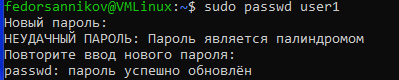 fedorsannikov@VMLinux:~$ sudo passwd user1
Новый пароль:
НЕУДАЧНЫЙ ПАРОЛЬ: Пароль является палиндромом
Повторите ввод нового пароля:
passwd: пароль успешно обновлён